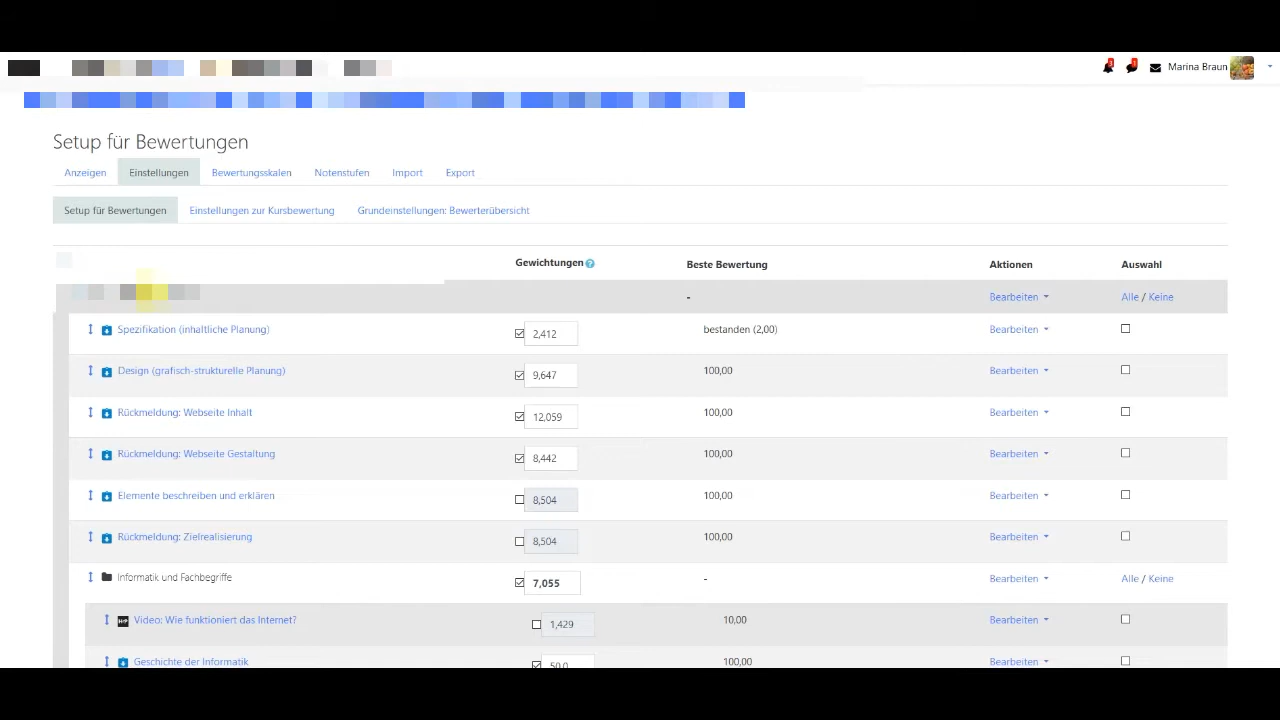 Marina Braun
Setup für Bewertungen
Anzeigen Einstellungen Bewertungsskalen Notenstufen Import Export
Setup für Bewertungen Einstellungen zur Kursbewertung Grundeinstellungen: Bewerterübersicht
Gewichtungen Beste Bewertung Aktionen Auswahl
- Bearbeiten Alle / Keine
Spezifikation (inhaltliche Planung) 2,412 bestanden (2,00) Bearbeiten
Design (grafisch-strukturelle Planung) 9,647 100,00 Bearbeiten
Rückmeldung: Webseite Inhalt 12,059 100,00 Bearbeiten
Rückmeldung: Webseite Gestaltung 8,442 100,00 Bearbeiten
Elemente beschreiben und erklären 8,504 100,00 Bearbeiten
Rückmeldung: Zielrealisierung 8,504 100,00 Bearbeiten
Informatik und Fachbegriffe 7,055 - Bearbeiten Alle / Keine
H-P Video: Wie funktioniert das Internet? 1,429 10,00 Bearbeiten
Geschichte der Informatik 50,0 100,00 Bearbeiten